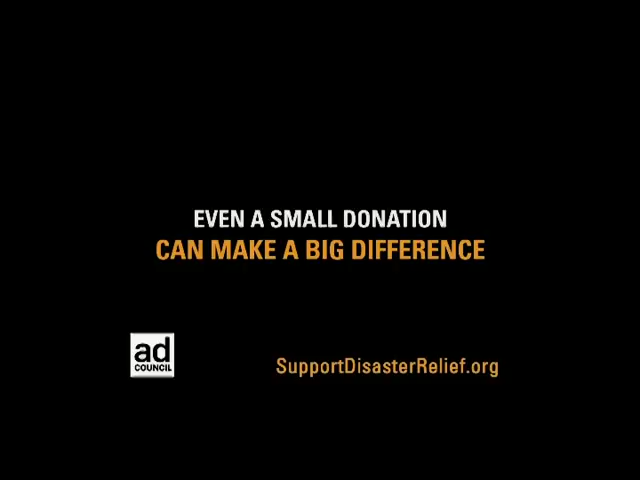 EVEN A SMALL DONATION
CAN MAKE A BIG DIFFERENCE
ad
COUNCIL
SupportDisasterRelief.org